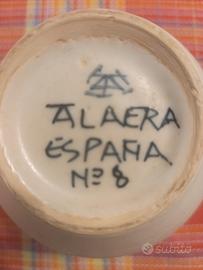 TALAERA
ESPAÑA
Nº 8
subito